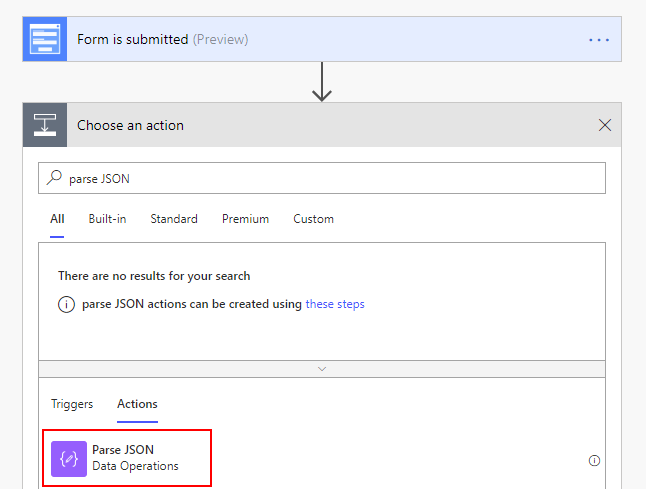 Form is submitted (Preview)
Choose an action
parse JSON
All Built-in Standard Premium Custom
There are no results for your search
parse JSON actions can be created using these steps
Triggers Actions
Parse JSON
Data Operations